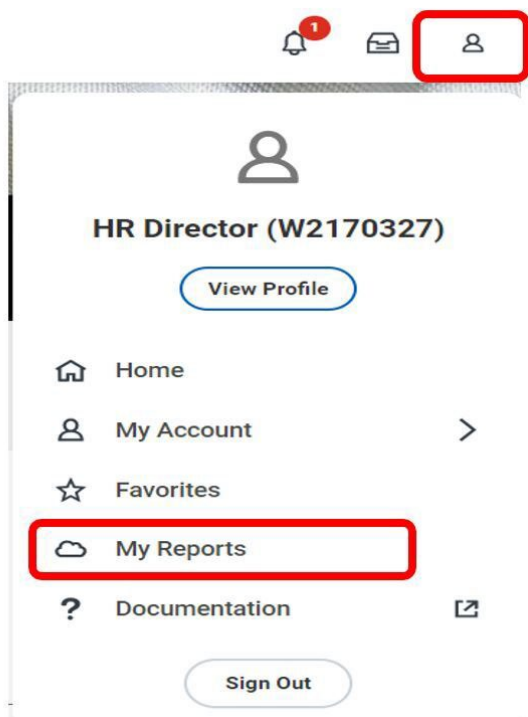 1
HR Director (W2170327)
View Profile
Home
My Account
Favorites
My Reports
? Documentation
Sign Out